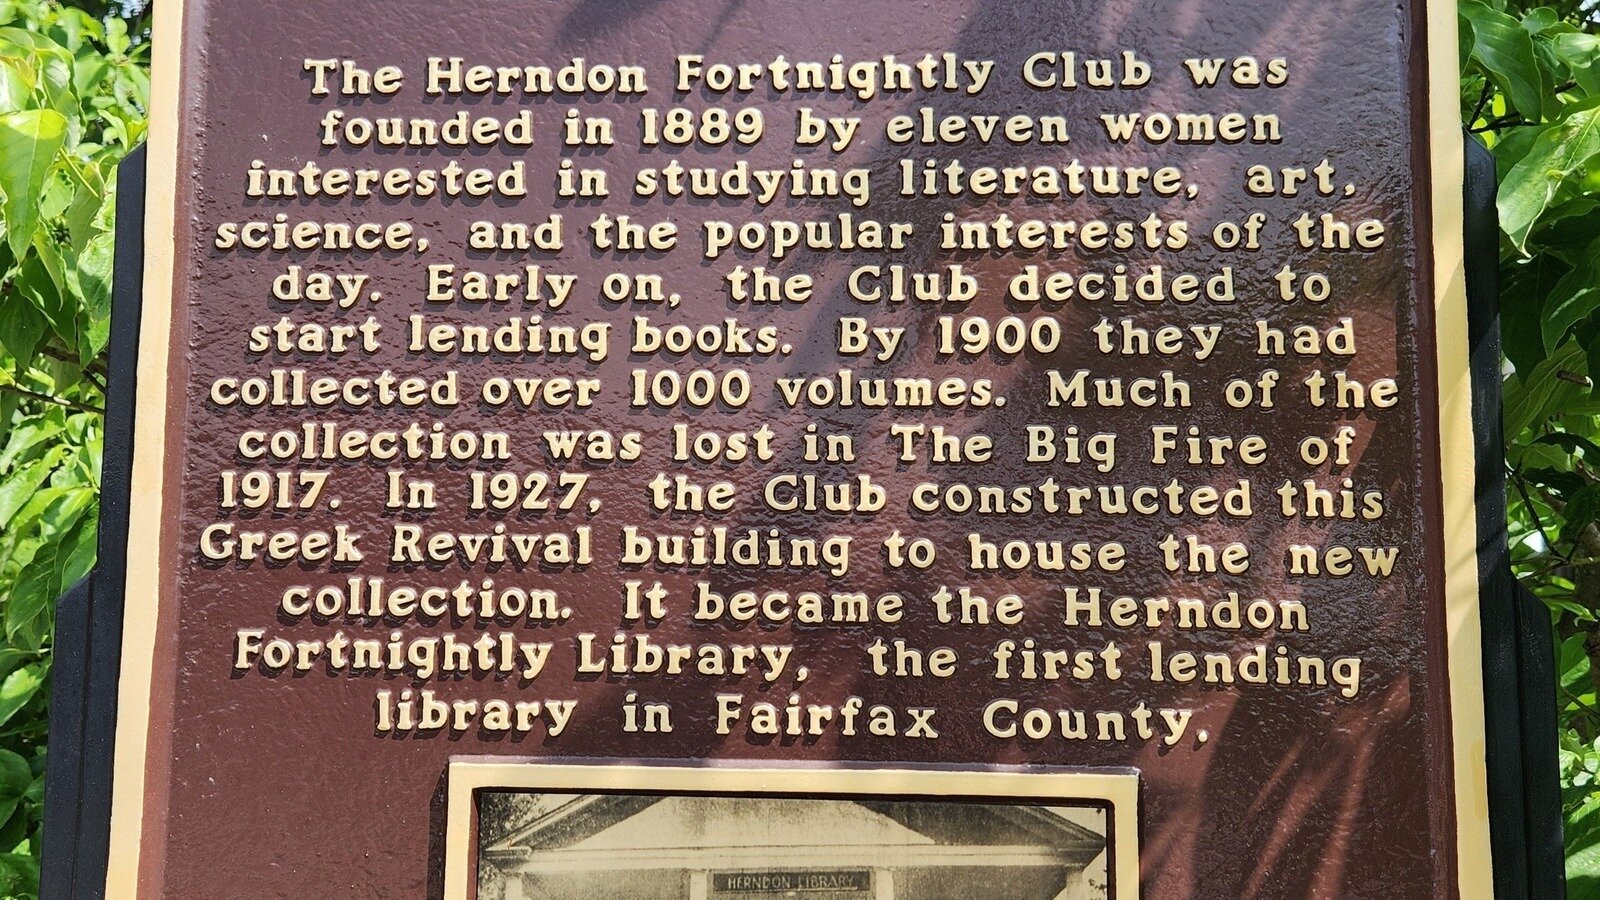 The Herndon Fortnightly Club was
founded in 1889 by eleven women
interested in studying literature, art,
science, and the popular interests of the
day. Early on, the Club decided to
start lending books. By 1900 they had
collected over 1000 volumes. Much of the
collection was lost in The Big Fire of
1917. In 1927, the Club constructed this
Greek Revival building to house the new
collection. It became the Herndon
Fortnightly Library, the first lending
library in Fairfax County.
HERNDON LIBRARY